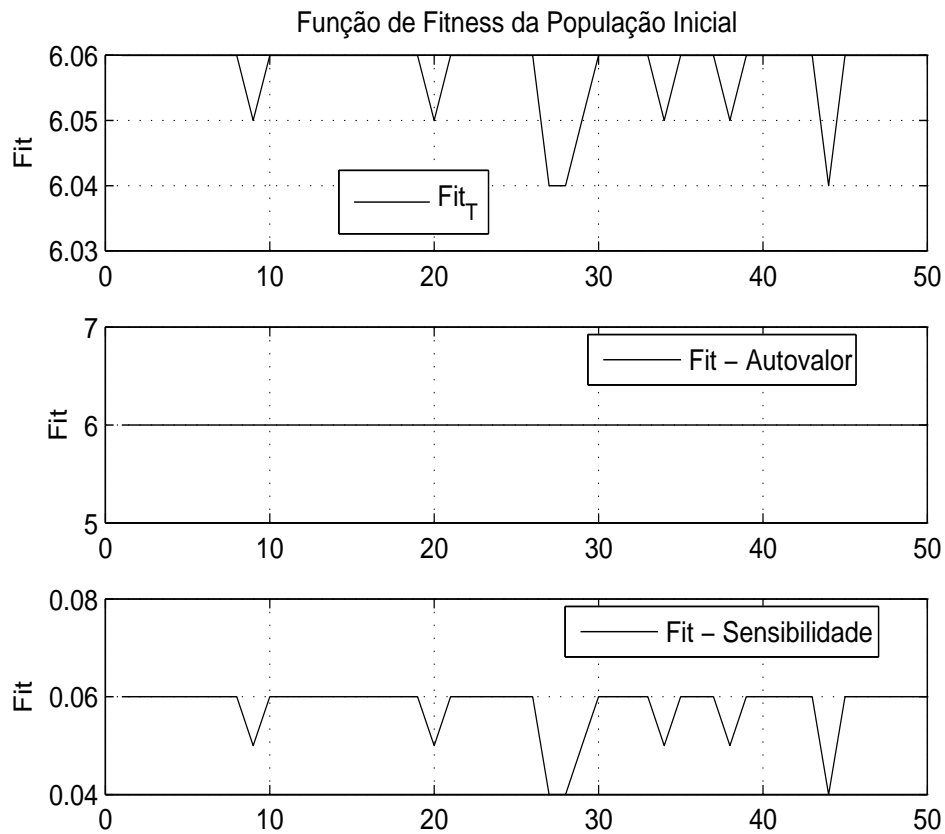 Função de Fitness da População Inicial
6.06
6.05
6.04
6.03
Fit
Fit_T
0 10 20 30 40 50
7
6
5
Fit
Fit − Autovalor
0 10 20 30 40 50
0.08
0.06
0.04
Fit
Fit − Sensibilidade
0 10 20 30 40 50